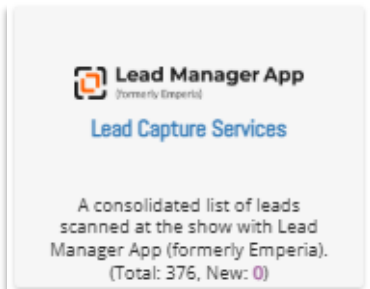 Lead Manager App
(formerly Emperia)
Lead Capture Services
A consolidated list of leads
scanned at the show with Lead
Manager App (formerly Emperia).
(Total: 376, New: 0)